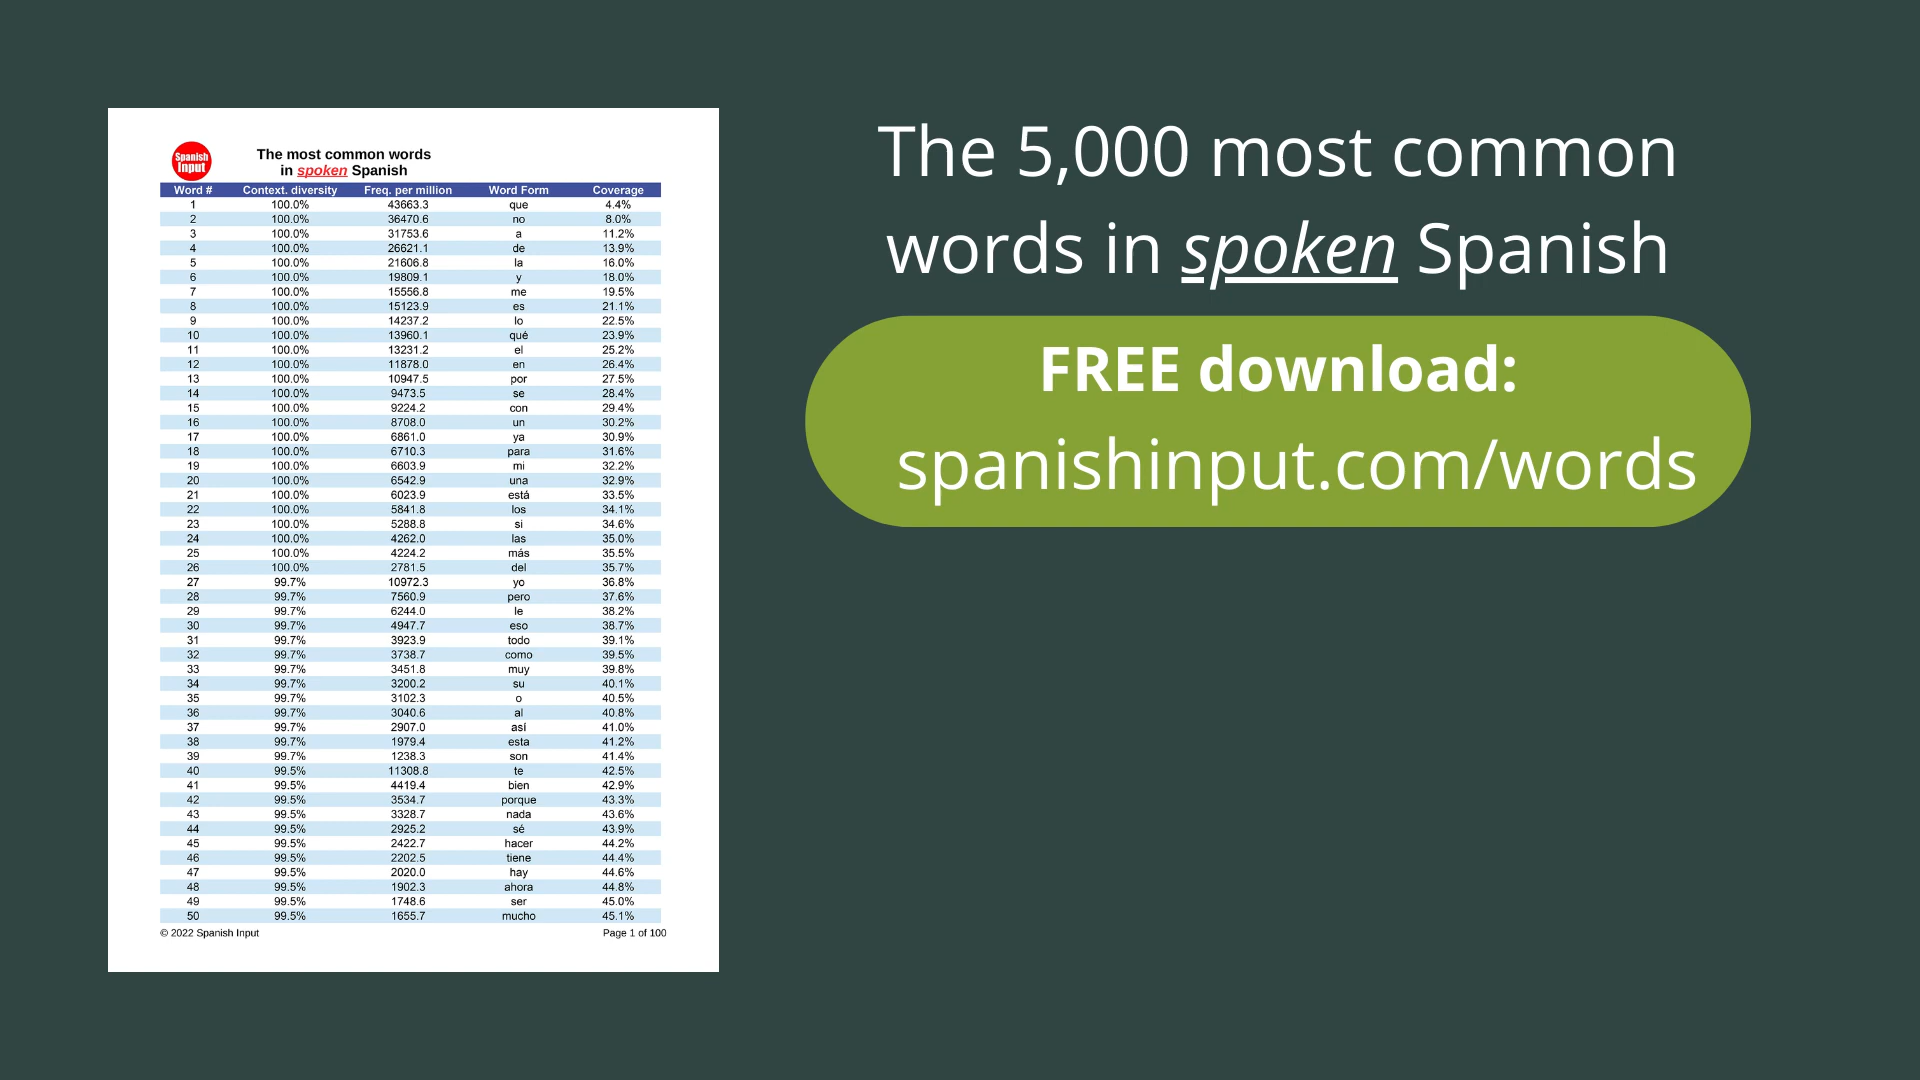 Spanish
Input
The most common words
in spoken Spanish
Word # Context. diversity Freq. per million Word Form Coverage
1 100.0% 43663.3 que 4.4%
2 100.0% 36470.6 no 8.0%
3 100.0% 31753.6 a 11.2%
4 100.0% 26621.1 de 13.9%
5 100.0% 21606.8 la 16.0%
6 100.0% 19809.1 y 18.0%
7 100.0% 15556.8 me 19.5%
8 100.0% 15123.9 es 21.1%
9 100.0% 14237.2 lo 22.5%
10 100.0% 13960.1 qué 23.9%
11 100.0% 13231.2 el 25.2%
12 100.0% 11878.0 en 26.4%
13 100.0% 10947.5 por 27.5%
14 100.0% 9473.5 se 28.4%
15 100.0% 9224.2 con 29.4%
16 100.0% 8708.0 un 30.2%
17 100.0% 6861.0 ya 30.9%
18 100.0% 6710.3 para 31.6%
19 100.0% 6603.9 mi 32.2%
20 100.0% 6542.9 una 32.9%
21 100.0% 6023.9 está 33.5%
22 100.0% 5841.8 los 34.1%
23 100.0% 5288.8 si 34.6%
24 100.0% 4262.0 las 35.0%
25 100.0% 4224.2 más 35.5%
26 100.0% 2781.5 del 35.7%
27 99.7% 10972.3 yo 36.8%
28 99.7% 7560.9 pero 37.6%
29 99.7% 6244.0 le 38.2%
30 99.7% 4947.7 eso 38.7%
31 99.7% 3923.9 todo 39.1%
32 99.7% 3738.7 como 39.5%
33 99.7% 3451.8 muy 39.8%
34 99.7% 3200.2 su 40.1%
35 99.7% 3102.3 o 40.5%
36 99.7% 3040.6 al 40.8%
37 99.7% 2907.0 así 41.0%
38 99.7% 1979.4 esta 41.2%
39 99.7% 1238.3 son 41.4%
40 99.5% 11308.8 te 42.5%
41 99.5% 4419.4 bien 42.9%
42 99.5% 3534.7 porque 43.3%
43 99.5% 3328.7 nada 43.6%
44 99.5% 2925.2 sé 43.9%
45 99.5% 2422.7 hacer 44.2%
46 99.5% 2202.5 tiene 44.4%
47 99.5% 2020.0 hay 44.6%
48 99.5% 1902.3 ahora 44.8%
49 99.5% 1748.6 ser 45.0%
50 99.5% 1655.7 mucho 45.1%
© 2022 Spanish Input Page 1 of 100
The 5,000 most common
words in spoken Spanish
FREE download:
spanishinput.com/words